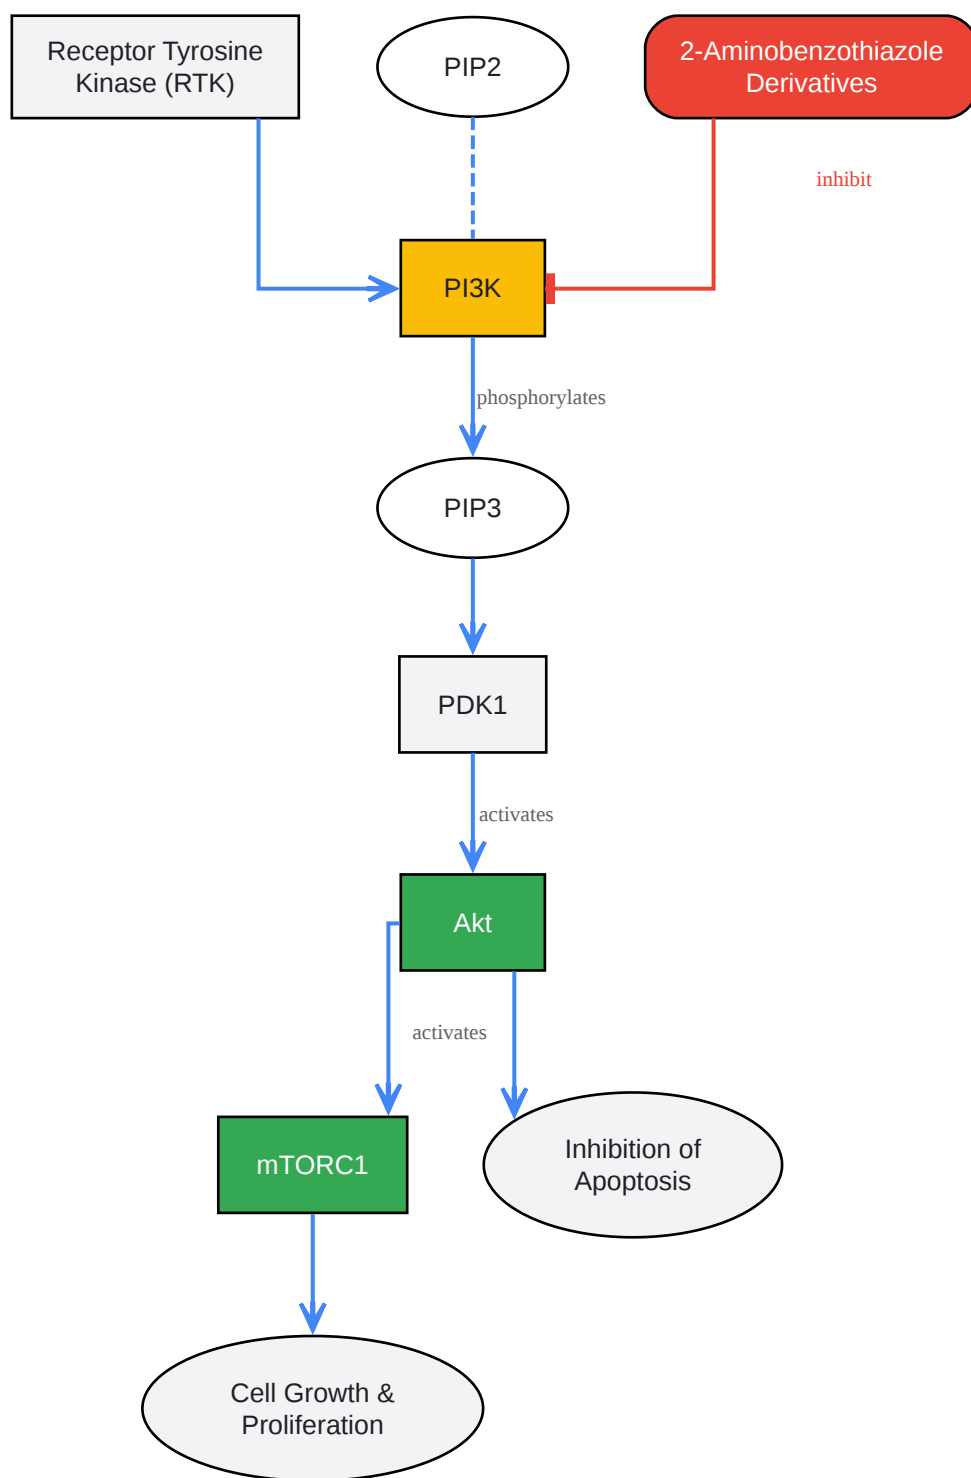 Receptor Tyrosine
Kinase (RTK)
PIP2
2-Aminobenzothiazole
Derivatives
inhibit
PI3K
phosphorylates
PIP3
PDK1
activates
Akt
activates
mTORC1
Inhibition of
Apoptosis
Cell Growth &
Proliferation